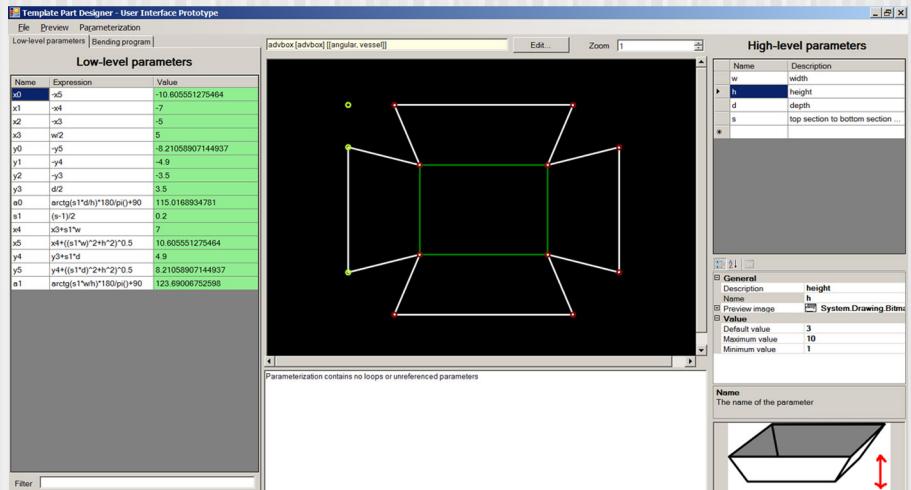 Template Part Designer - User Interface Prototype
File Preview Parameterization
Low-level parameters Bending program
Low-level parameters
Name Expression Value
x0 -x5 -10.605551275464
x1 -x4 -7
x2 -x3 -5
x3 w/2 5
y0 -y5 -8.21058907144937
y1 -y4 -4.9
y2 -y3 -3.5
y3 d/2 3.5
a0 arctg(s1*d/h)*180/pi()+90 115.0168934781
s1 (s-1)/2 0.2
x4 x3+s1*w 7
x5 x4+((s1*w)^2+h^2)^0.5 10.605551275464
y4 y3+s1*d 4.9
y5 y4+((s1*d)^2+h^2)^0.5 8.21058907144937
a1 arctg(s1*w/h)*180/pi()+90 123.69006752598
Filter
advbox [advbox] [[angular, vessel]] Edit... Zoom 1
Parameterization contains no loops or unreferenced parameters
High-level parameters
Name Description
w width
h height
d depth
s top section to bottom section ...
General
Description height
Name h
Preview image System.Drawing.Bitma
Value
Default value 3
Maximum value 10
Minimum value 1
Name
The name of the parameter